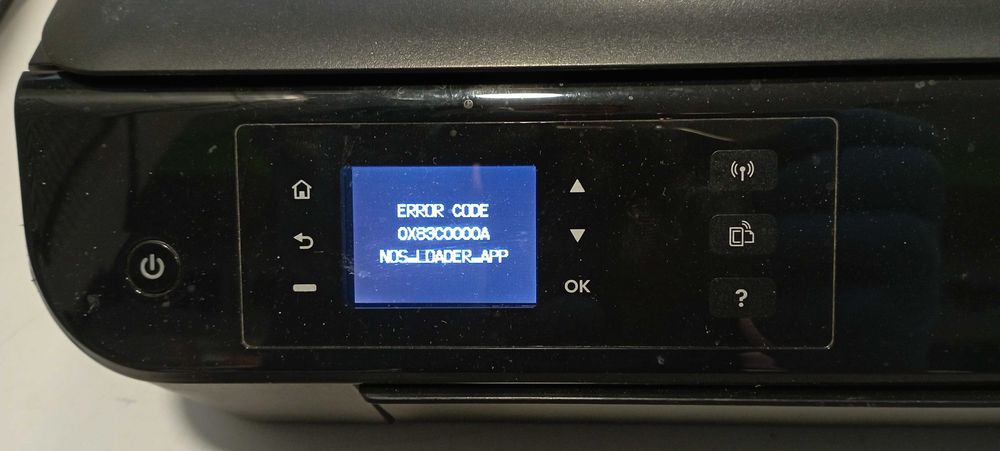 ERROR CODE
0X83C0000A
NOS_LOADER_APP
OK
?